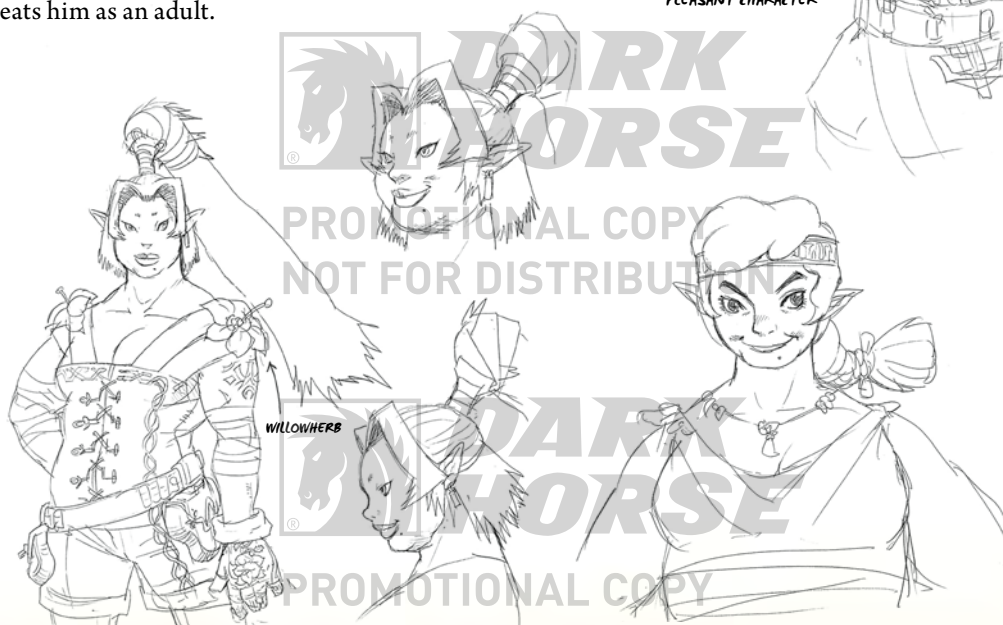 eats him as an adult.
PLEASANT CHARACTER
DARK
HORSE
®
PROMOTIONAL COPY
NOT FOR DISTRIBUTION
WILLOWHERB
DARK
HORSE
®
PROMOTIONAL COPY